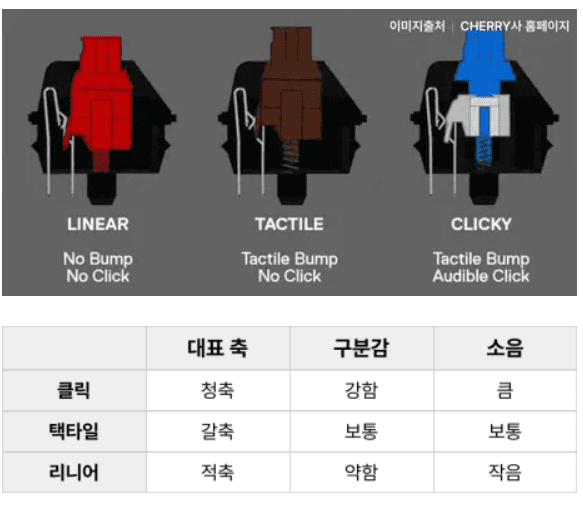 이미지출처 | CHERRY사 홈페이지
LINEAR
No Bump
No Click
TACTILE
Tactile Bump
No Click
CLICKY
Tactile Bump
Audible Click
대표 축 구분감 소음
클릭 청축 강함 큼
택타일 갈축 보통 보통
리니어 적축 약함 작음